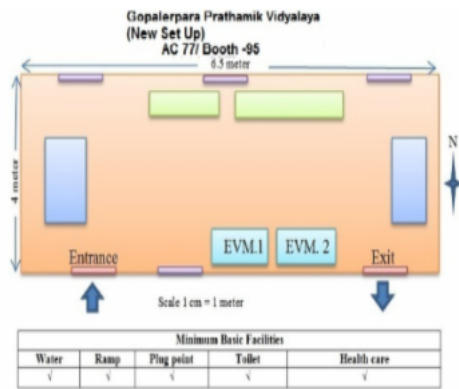 Gopalerpara Prathamik Vidyalaya
(New Set Up)
AC 77/ Booth -95
6.5 meter
4 meter
N
EVM.1 EVM. 2
Entrance Exit
Scale 1 cm = 1 meter
Minimum Basic Facilities
Water Ramp Plug point Toilet Health care
√ √ √ √ √